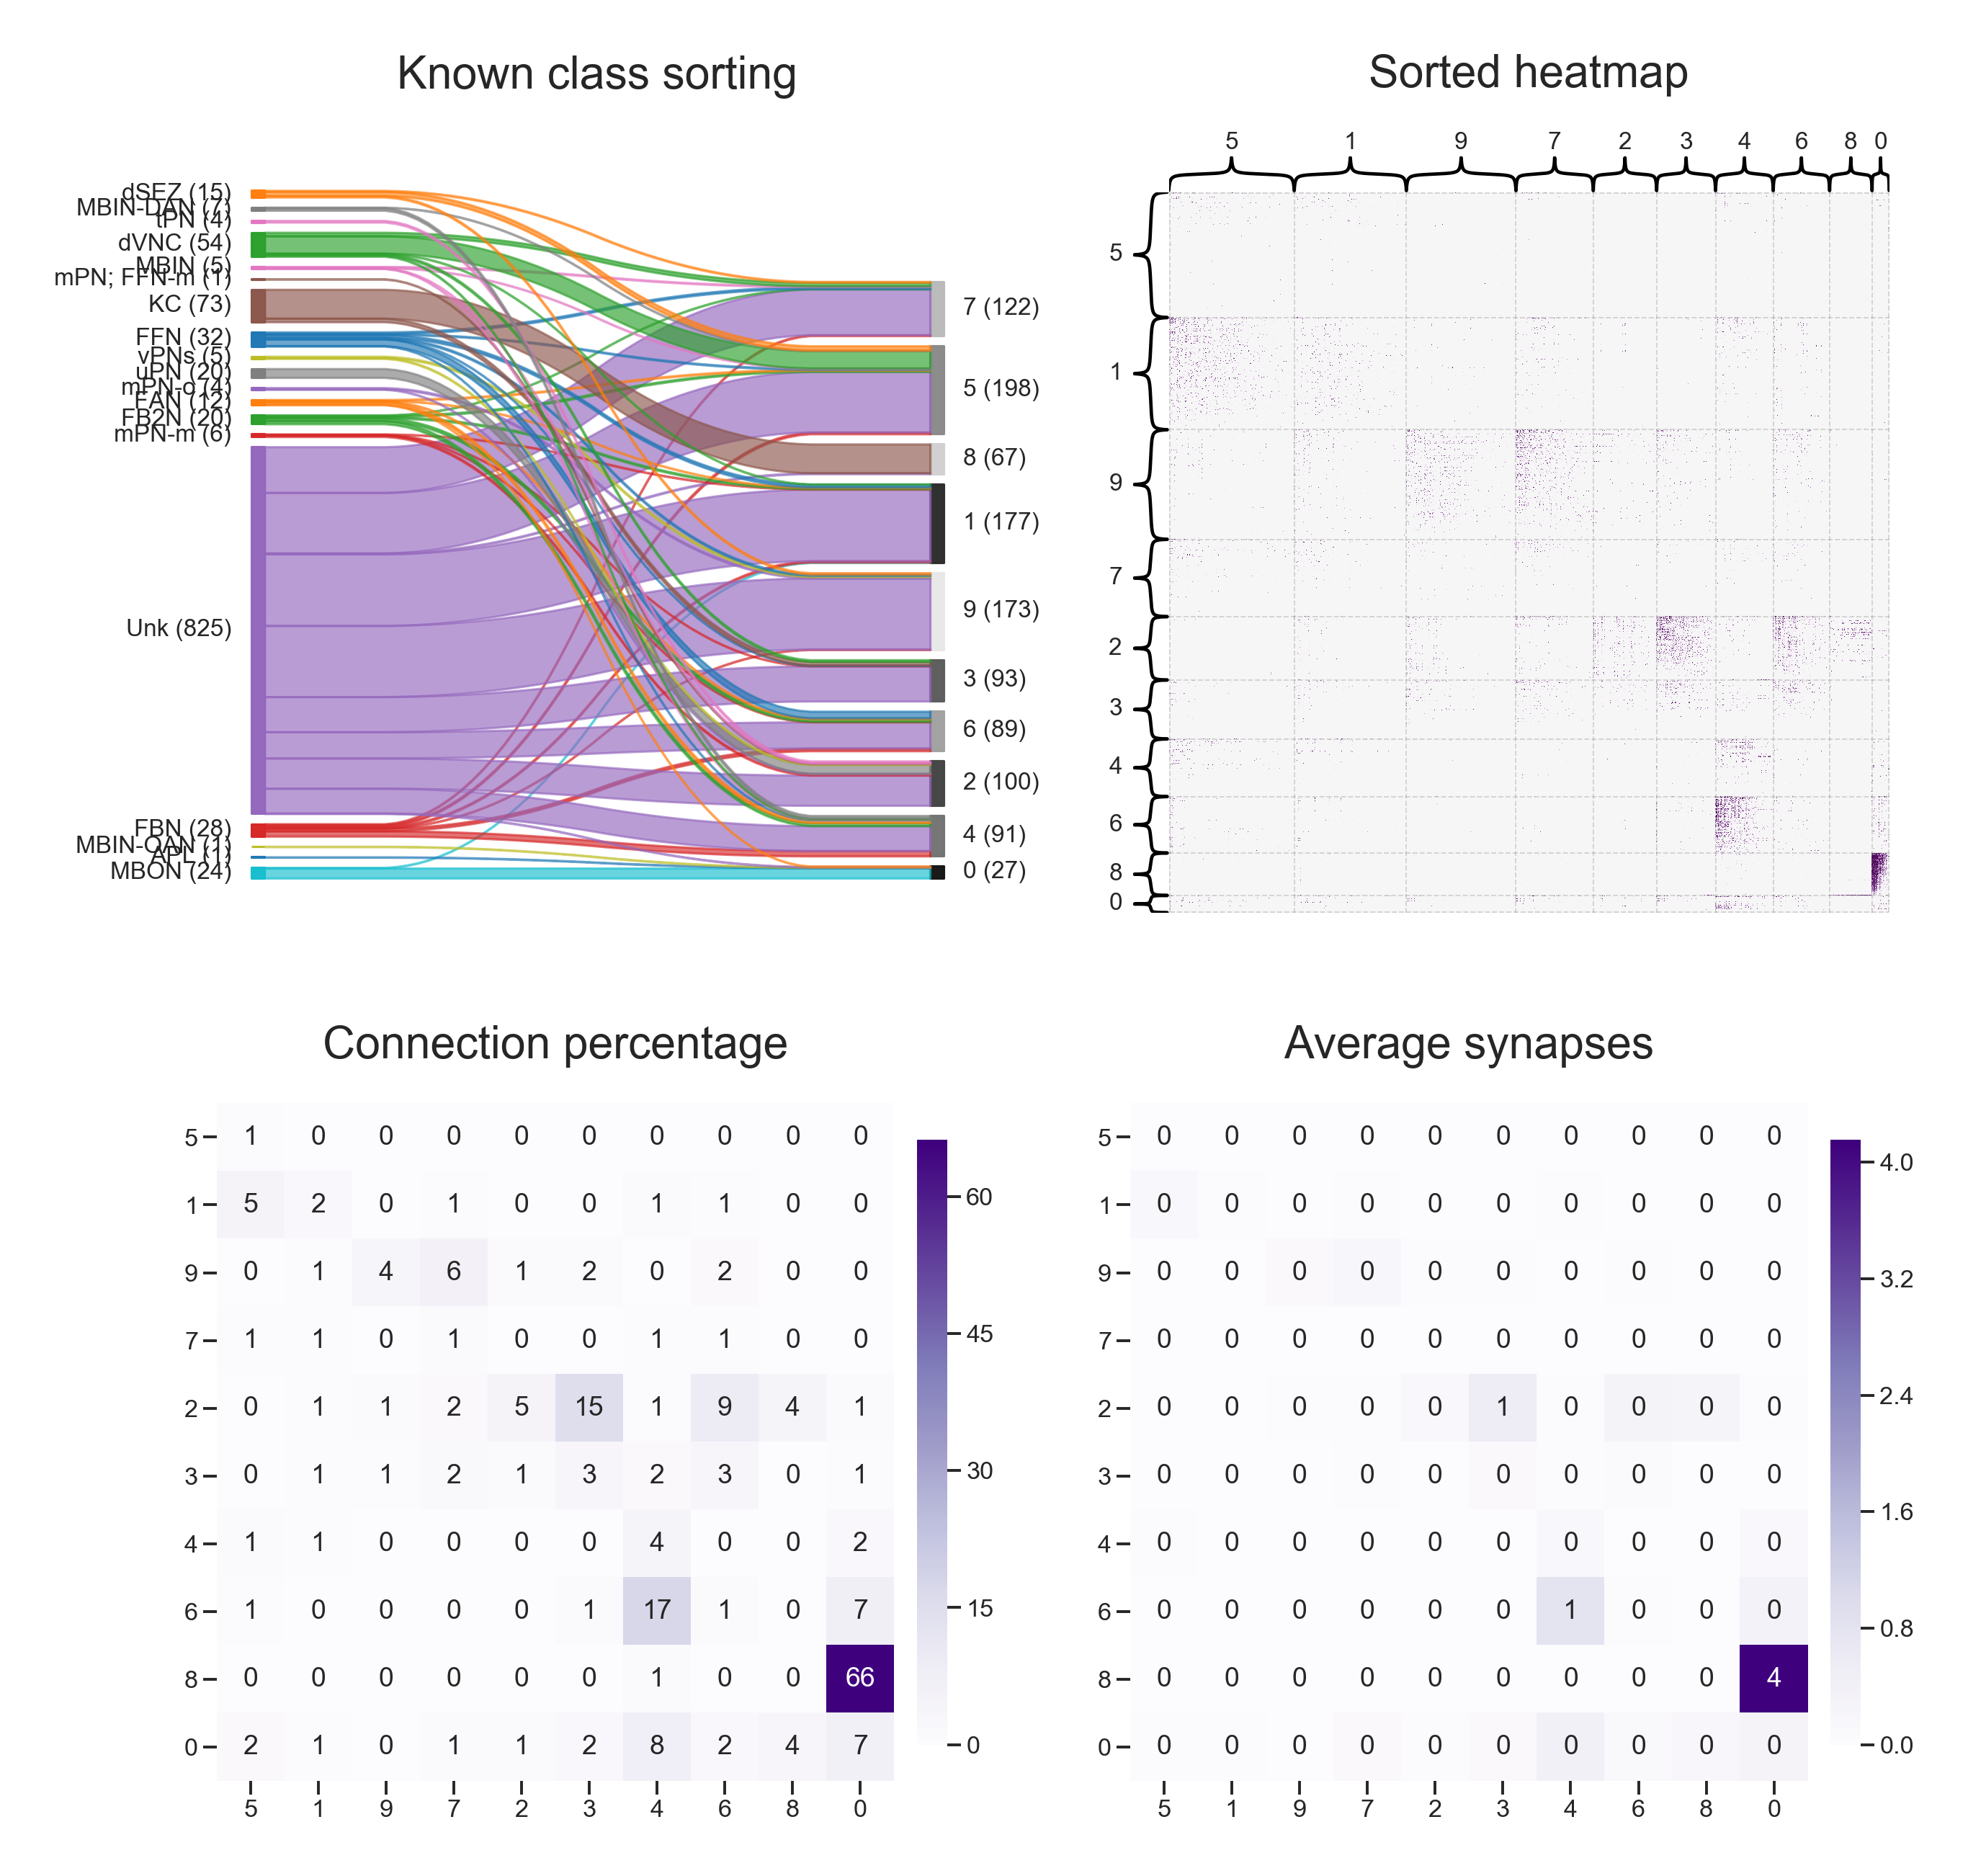 Known class sorting
dSEZ (15)
MBIN-DAN (7)
tPN (4)
dVNC (54)
MBIN (5)
mPN; FFN-m (1)
KC (73)
FFN (32)
vPNs (5)
uPN (20)
mPN-o (4)
FAN (12)
FB2N (20)
mPN-m (6)
Unk (825)
FBN (28)
MBIN-OAN (1)
APL (1)
MBON (24)
7 (122)
5 (198)
8 (67)
1 (177)
9 (173)
3 (93)
6 (89)
2 (100)
4 (91)
0 (27)
Sorted heatmap
5 1 9 7 2 3 4 6 8 0
5
1
9
7
2
3
4
6
8
0
Connection percentage
5 1 0 0 0 0 0 0 0 0 0
1 5 2 0 1 0 0 1 1 0 0
9 0 1 4 6 1 2 0 2 0 0
7 1 1 0 1 0 0 1 1 0 0
2 0 1 1 2 5 15 1 9 4 1
3 0 1 1 2 1 3 2 3 0 1
4 1 1 0 0 0 0 4 0 0 2
6 1 0 0 0 0 1 17 1 0 7
8 0 0 0 0 0 0 1 0 0 66
0 2 1 0 1 1 2 8 2 4 7
5 1 9 7 2 3 4 6 8 0
60
45
30
15
0
Average synapses
5 0 0 0 0 0 0 0 0 0 0
1 0 0 0 0 0 0 0 0 0 0
9 0 0 0 0 0 0 0 0 0 0
7 0 0 0 0 0 0 0 0 0 0
2 0 0 0 0 0 1 0 0 0 0
3 0 0 0 0 0 0 0 0 0 0
4 0 0 0 0 0 0 0 0 0 0
6 0 0 0 0 0 0 1 0 0 0
8 0 0 0 0 0 0 0 0 0 4
0 0 0 0 0 0 0 0 0 0 0
5 1 9 7 2 3 4 6 8 0
4.0
3.2
2.4
1.6
0.8
0.0